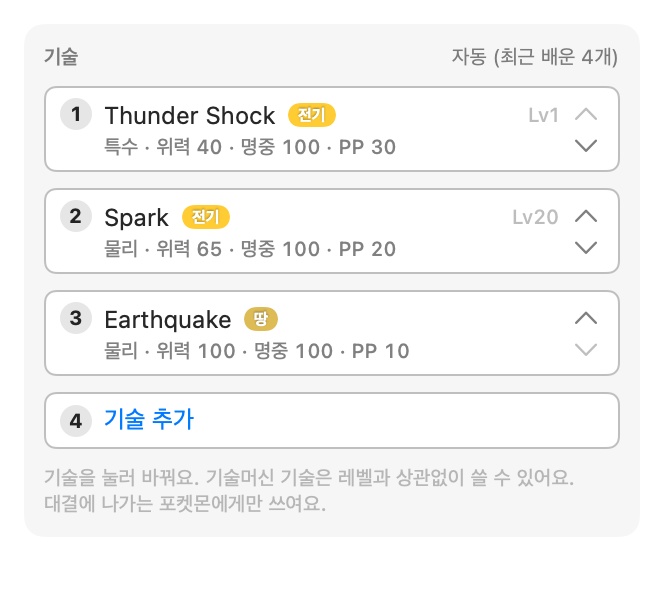 기술 자동 (최근 배운 4개)
1 Thunder Shock 전기 Lv1
특수 · 위력 40 · 명중 100 · PP 30
2 Spark 전기 Lv20
물리 · 위력 65 · 명중 100 · PP 20
3 Earthquake 땅
물리 · 위력 100 · 명중 100 · PP 10
4 기술 추가
기술을 눌러 바꿔요. 기술머신 기술은 레벨과 상관없이 쓸 수 있어요.
대결에 나가는 포켓몬에게만 쓰여요.